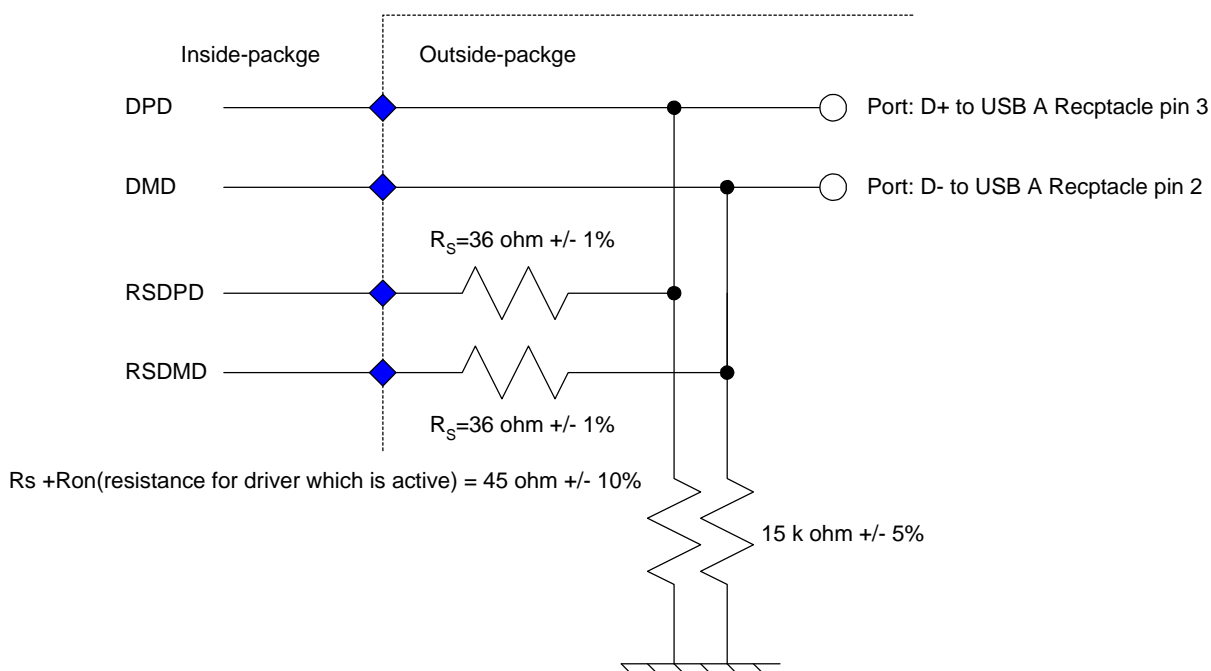 Inside-packge
Outside-packge
DPD
Port: D+ to USB A Recptacle pin 3
DMD
Port: D- to USB A Recptacle pin 2
RS=36 ohm +/- 1%
RSDPD
RSDMD
RS=36 ohm +/- 1%
Rs +Ron(resistance for driver which is active) = 45 ohm +/- 10%
15 k ohm +/- 5%